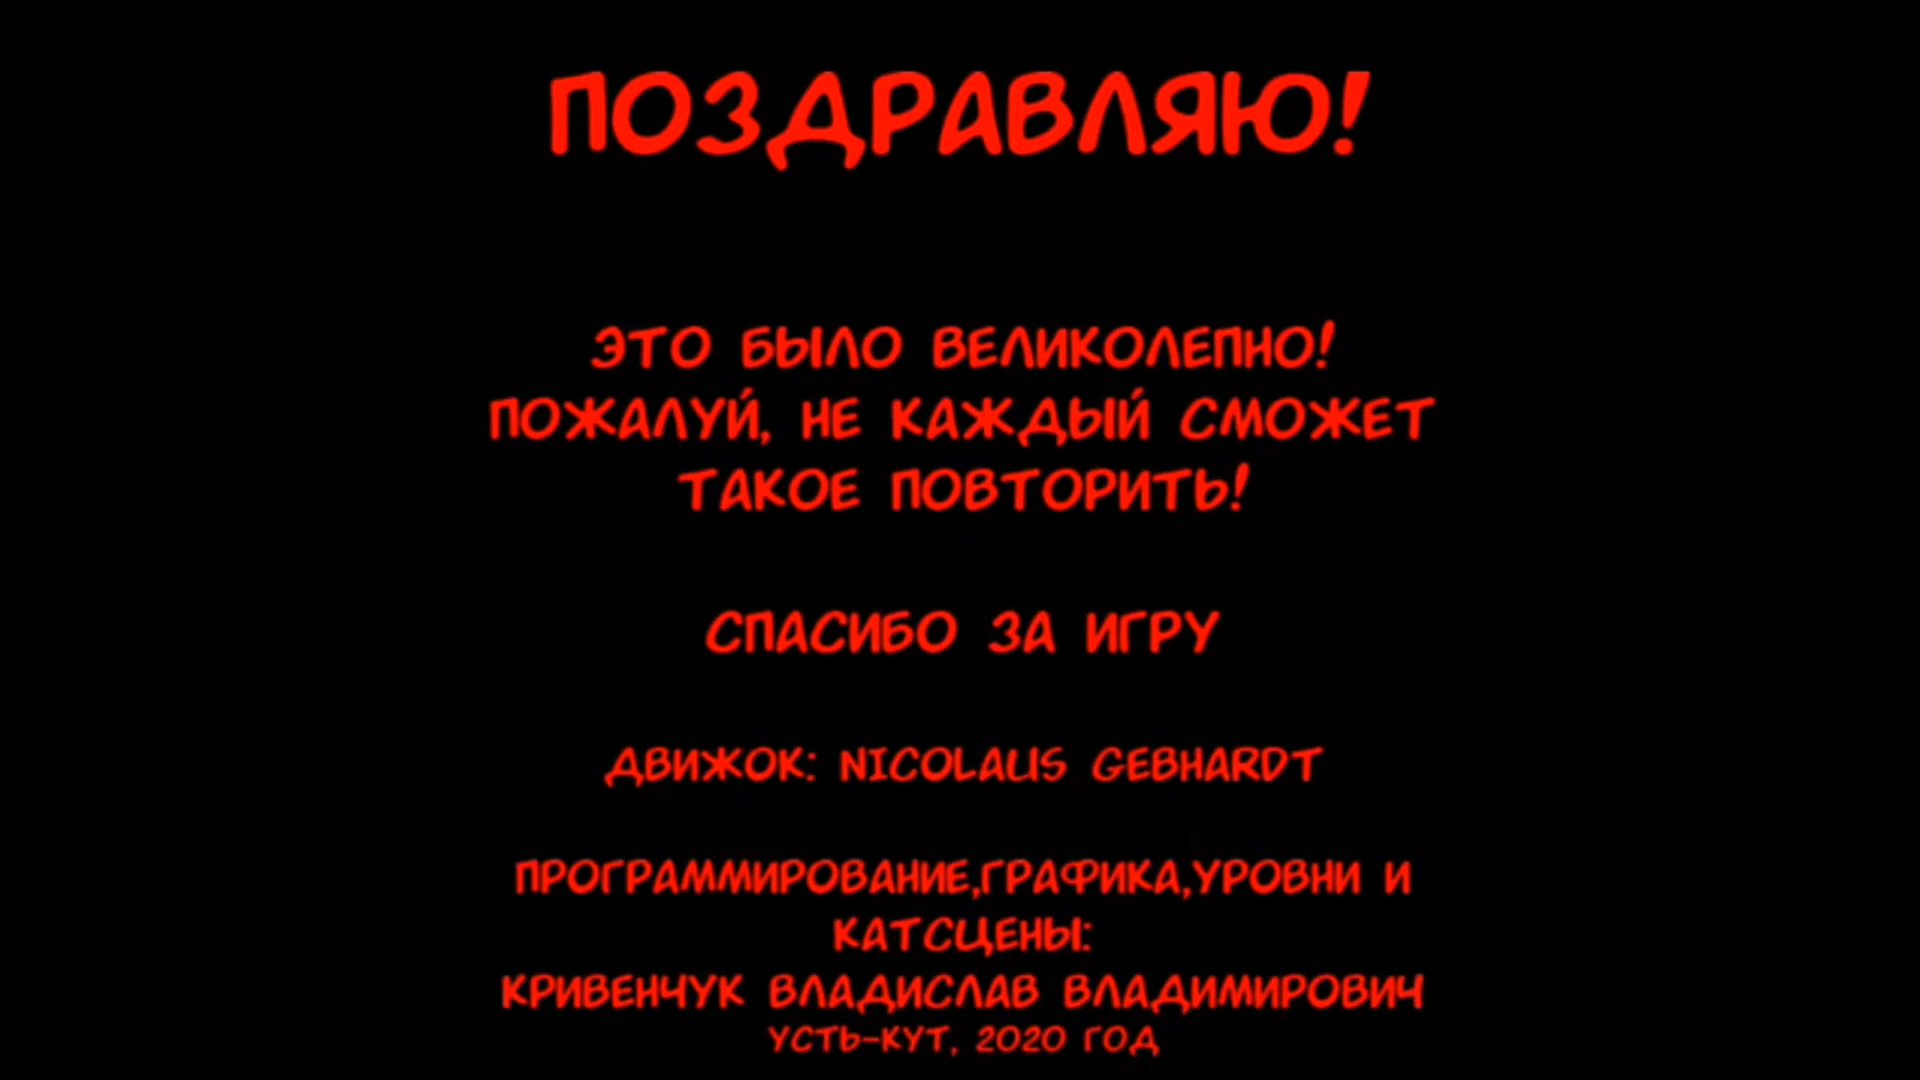 ПОЗДРАВЛЯЮ!
ЭТО БЫЛО ВЕЛИКОЛЕПНО!
ПОЖАЛУЙ, НЕ КАЖДЫЙ СМОЖЕТ
ТАКОЕ ПОВТОРИТЬ!
СПАСИБО ЗА ИГРУ
ДВИЖОК: NICOLAUS GEBHARDT
ПРОГРАММИРОВАНИЕ,ГРАФИКА,УРОВНИ И
КАТСЦЕНЫ:
КРИВЕНЧУК ВЛАДИСЛАВ ВЛАДИМИРОВИЧ
УСТЬ-КУТ, 2020 ГОД